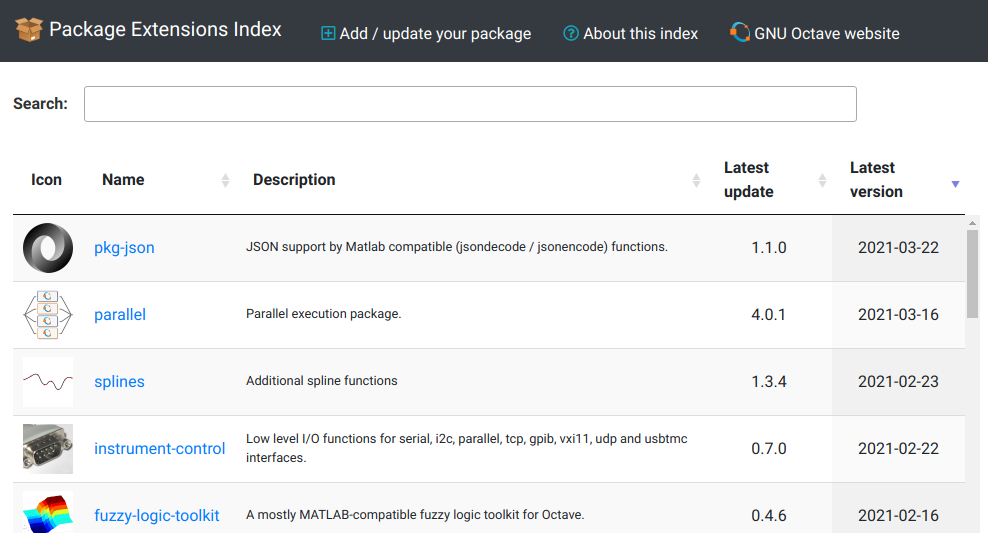 Package Extensions Index
Add / update your package
About this index
GNU Octave website
Search:
Icon
Name
Description
Latest
update
Latest
version
pkg-json
JSON support by Matlab compatible (jsondecode / jsonencode) functions.
1.1.0
2021-03-22
parallel
Parallel execution package.
4.0.1
2021-03-16
splines
Additional spline functions
1.3.4
2021-02-23
instrument-control
Low level I/O functions for serial, i2c, parallel, tcp, gpib, vxi11, udp and usbtmc
interfaces.
0.7.0
2021-02-22
fuzzy-logic-toolkit
A mostly MATLAB-compatible fuzzy logic toolkit for Octave.
0.4.6
2021-02-16